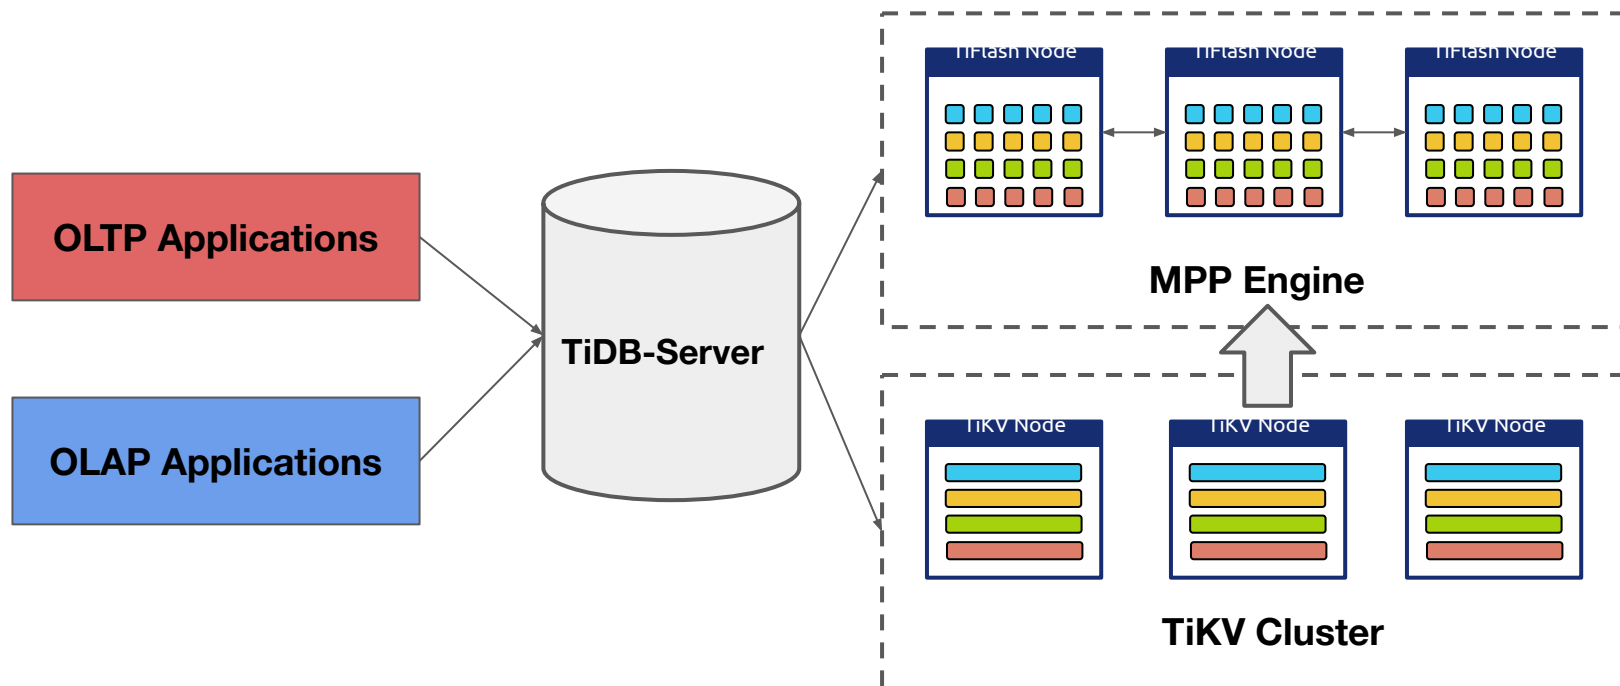 TiFlash Node TiFlash Node TiFlash Node
OLTP Applications
MPP Engine
TiDB-Server
TiKV Node TiKV Node TiKV Node
OLAP Applications
TiKV Cluster